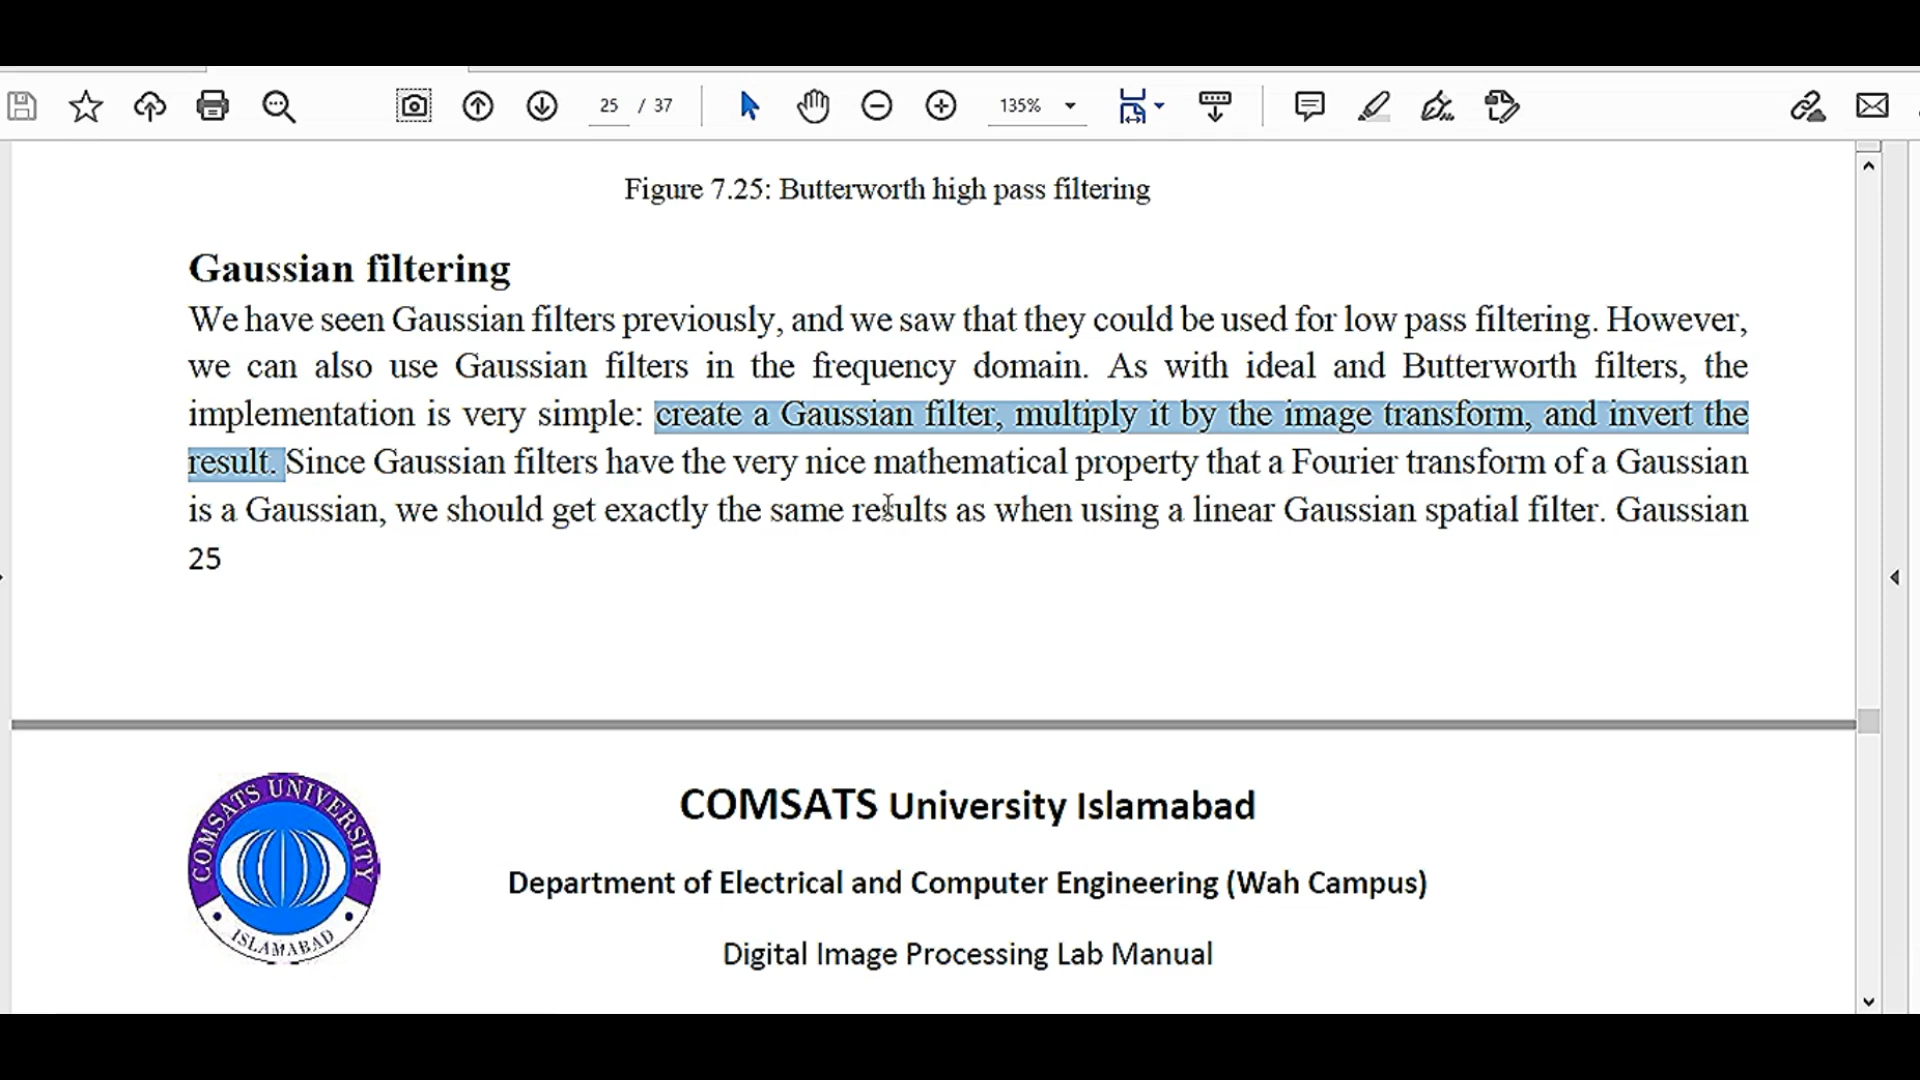 25 / 37
135%
Figure 7.25: Butterworth high pass filtering
Gaussian filtering
We have seen Gaussian filters previously, and we saw that they could be used for low pass filtering. However,
we can also use Gaussian filters in the frequency domain. As with ideal and Butterworth filters, the
implementation is very simple: create a Gaussian filter, multiply it by the image transform, and invert the
result. Since Gaussian filters have the very nice mathematical property that a Fourier transform of a Gaussian
is a Gaussian, we should get exactly the same results as when using a linear Gaussian spatial filter. Gaussian
25
COMSATS UNIVERSITY
ISLAMABAD
COMSATS University Islamabad
Department of Electrical and Computer Engineering (Wah Campus)
Digital Image Processing Lab Manual